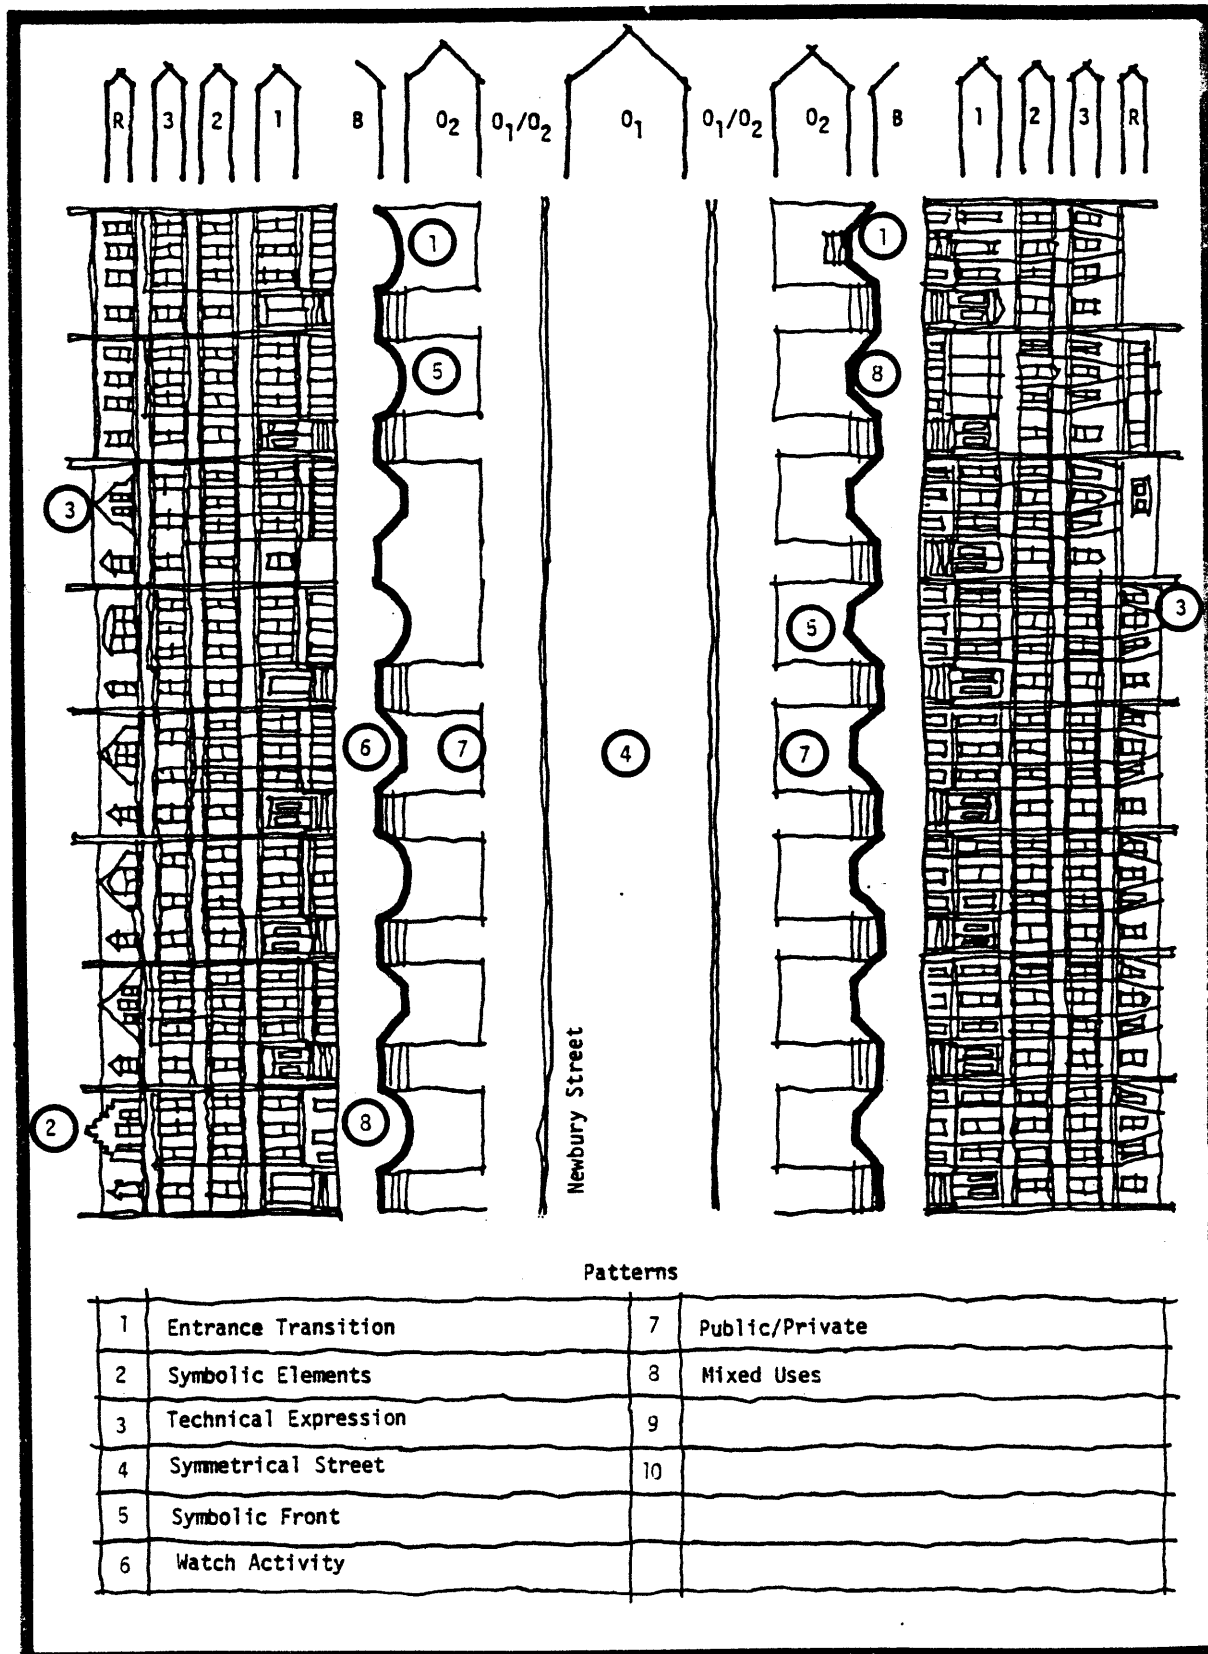 R 3 2 1 B O₂ O₁/O₂ O₁ O₁/O₂ O₂ B 1 2 3 R
1 1
5 8
3
5 3
6 7 4 7
2 8
Newbury Street
Patterns
1 Entrance Transition 7 Public/Private
2 Symbolic Elements 8 Mixed Uses
3 Technical Expression 9
4 Symmetrical Street 10
5 Symbolic Front
6 Watch Activity